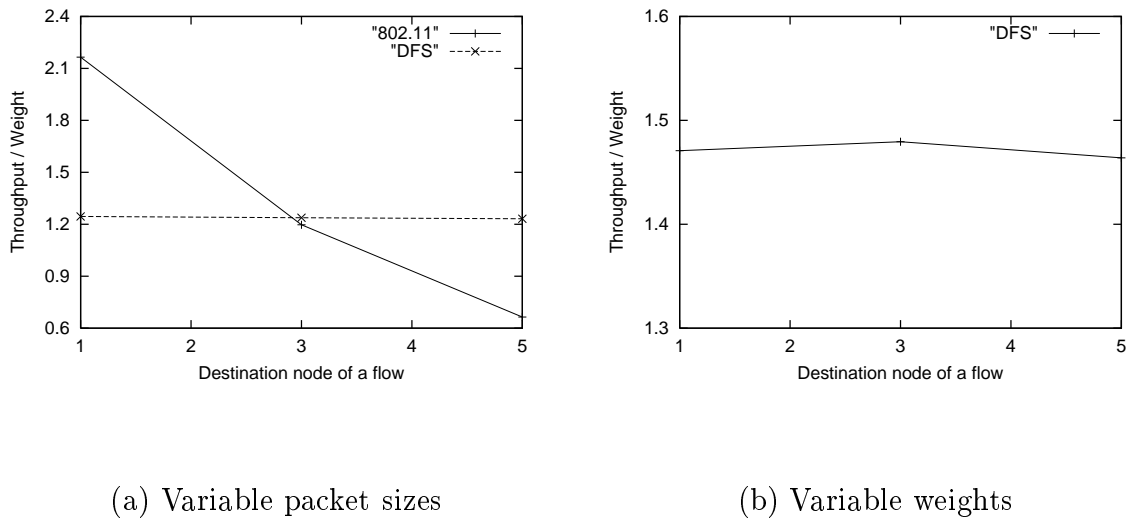 2.4
2.1
1.8
1.5
1.2
0.9
0.6
Throughput / Weight
"802.11"
"DFS"
1 2 3 4 5
Destination node of a flow
(a) Variable packet sizes
1.6
1.5
1.4
1.3
Throughput / Weight
"DFS"
1 2 3 4 5
Destination node of a flow
(b) Variable weights